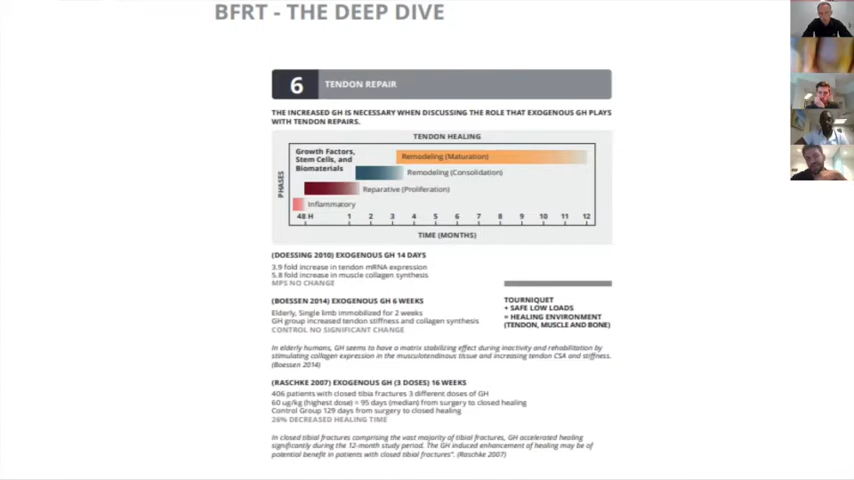 BFRT - THE DEEP DIVE
6 TENDON REPAIR
THE INCREASED GH IS NECESSARY WHEN DISCUSSING THE ROLE THAT EXOGENOUS GH PLAYS
WITH TENDON REPAIRS.
TENDON HEALING
Growth Factors,
Stem Cells, and
Biomaterials
Remodeling (Maturation)
Remodeling (Consolidation)
Reparative (Proliferation)
Inflammatory
PHASES
48 H 1 2 3 4 5 6 7 8 9 10 11 12
TIME (MONTHS)
(DOESSING 2010) EXOGENOUS GH 14 DAYS
3.9 fold increase in tendon mRNA expression
5.8 fold increase in muscle collagen synthesis
MPS NO CHANGE
(BOESSEN 2014) EXOGENOUS GH 6 WEEKS
Elderly, Single limb immobilized for 2 weeks
GH group increased tendon stiffness and collagen synthesis
CONTROL NO SIGNIFICANT CHANGE
TOURNIQUET
+ SAFE LOW LOADS
= HEALING ENVIRONMENT
(TENDON, MUSCLE AND BONE)
In elderly humans, GH seems to have a matrix stabilizing effect during inactivity and rehabilitation by
stimulating collagen expression in the musculotendinous tissue and increasing tendon CSA and stiffness.
(Boessen 2014)
(RASCHKE 2007) EXOGENOUS GH (3 DOSES) 16 WEEKS
406 patients with closed tibia fractures 3 different doses of GH
60 ug/kg (highest dose) = 95 days (median) from surgery to closed healing
Control Group 129 days from surgery to closed healing
26% DECREASED HEALING TIME
In closed tibial fractures comprising the vast majority of tibial fractures, GH accelerated healing
significantly during the 12-month study period. The GH induced enhancement of healing may be of
potential benefit in patients with closed tibial fractures". (Raschke 2007)